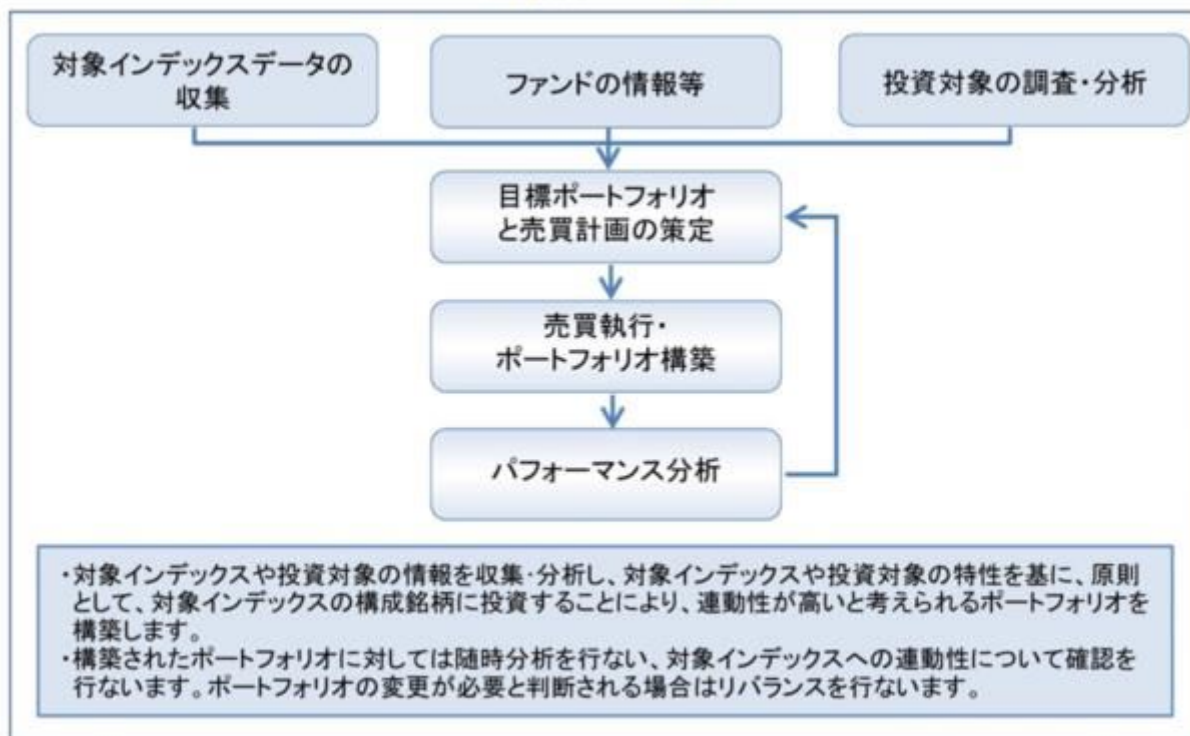 対象インデックスデータの
収集
ファンドの情報等
投資対象の調査・分析
目標ポートフォリオ
と売買計画の策定
売買執行・
ポートフォリオ構築
パフォーマンス分析
・対象インデックスや投資対象の情報を収集・分析し、対象インデックスや投資対象の特性を基に、原則
として、対象インデックスの構成銘柄に投資することにより、連動性が高いと考えられるポートフォリオを
構築します。
・構築されたポートフォリオに対しては随時分析を行ない、対象インデックスへの連動性について確認を
行ないます。ポートフォリオの変更が必要と判断される場合はリバランスを行ないます。